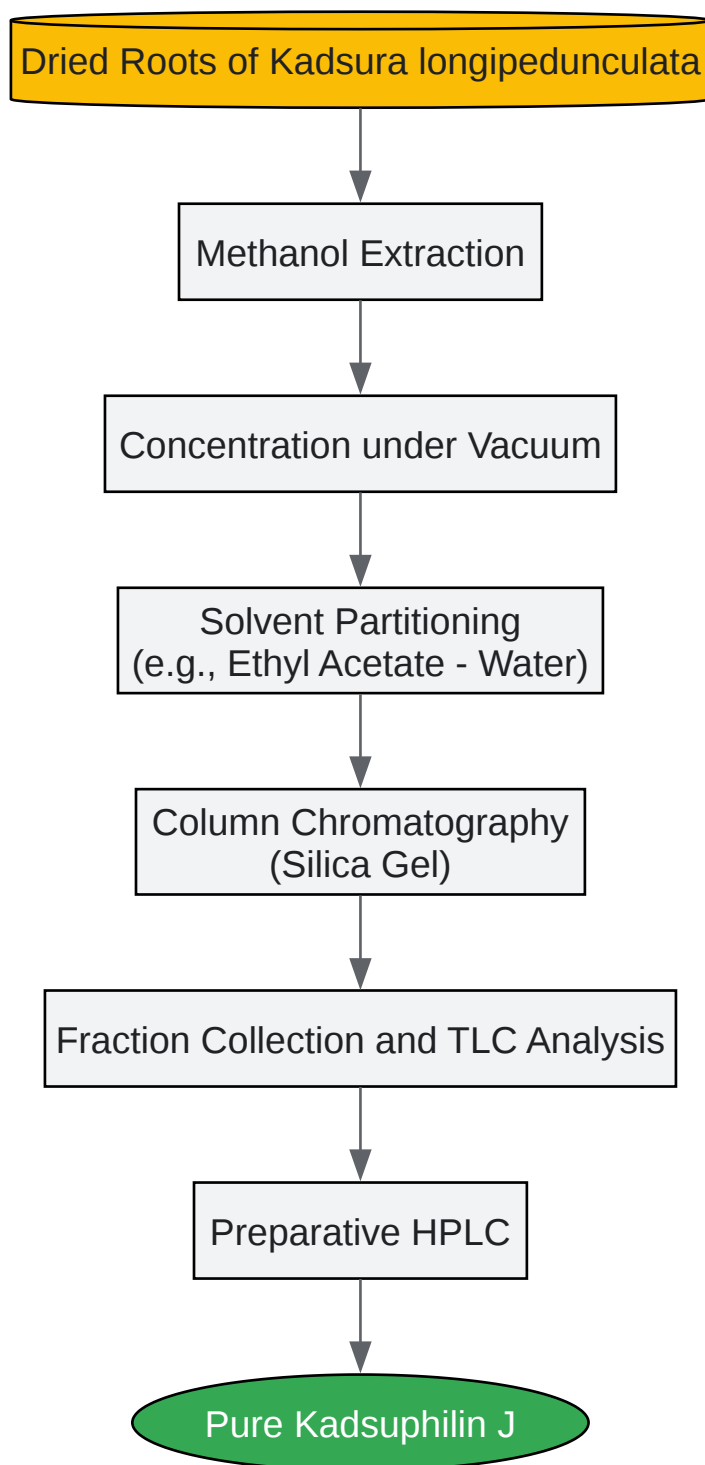 Dried Roots of Kadsura longipedunculata
Methanol Extraction
Concentration under Vacuum
Solvent Partitioning
(e.g., Ethyl Acetate - Water)
Column Chromatography
(Silica Gel)
Fraction Collection and TLC Analysis
Preparative HPLC
Pure Kadsuphilin J